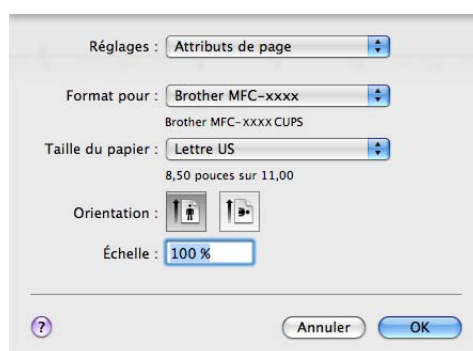 Réglages : Attributs de page
Format pour : Brother MFC-xxxx
Brother MFC-XXXX CUPS
Taille du papier : Lettre US
8,50 pouces sur 11,00
Orientation :
Échelle : 100 %
? Annuler OK